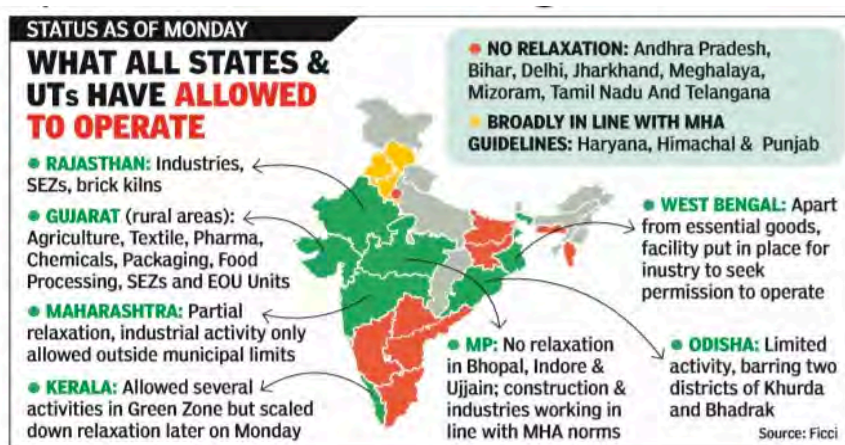 STATUS AS OF MONDAY
WHAT ALL STATES &
UTs HAVE ALLOWED
TO OPERATE
RAJASTHAN: Industries,
SEZs, brick kilns
GUJARAT (rural areas):
Agriculture, Textile, Pharma,
Chemicals, Packaging, Food
Processing, SEZs and EOU Units
MAHARASHTRA: Partial
relaxation, industrial activity only
allowed outside municipal limits
KERALA: Allowed several
activities in Green Zone but scaled
down relaxation later on Monday
NO RELAXATION: Andhra Pradesh,
Bihar, Delhi, Jharkhand, Meghalaya,
Mizoram, Tamil Nadu And Telangana
BROADLY IN LINE WITH MHA
GUIDELINES: Haryana, Himachal & Punjab
WEST BENGAL: Apart
from essential goods,
facility put in place for
inustry to seek
permission to operate
MP: No relaxation
in Bhopal, Indore &
Ujjain; construction &
industries working in
line with MHA norms
ODISHA: Limited
activity, barring two
districts of Khurda
and Bhadrak
Source: Ficci